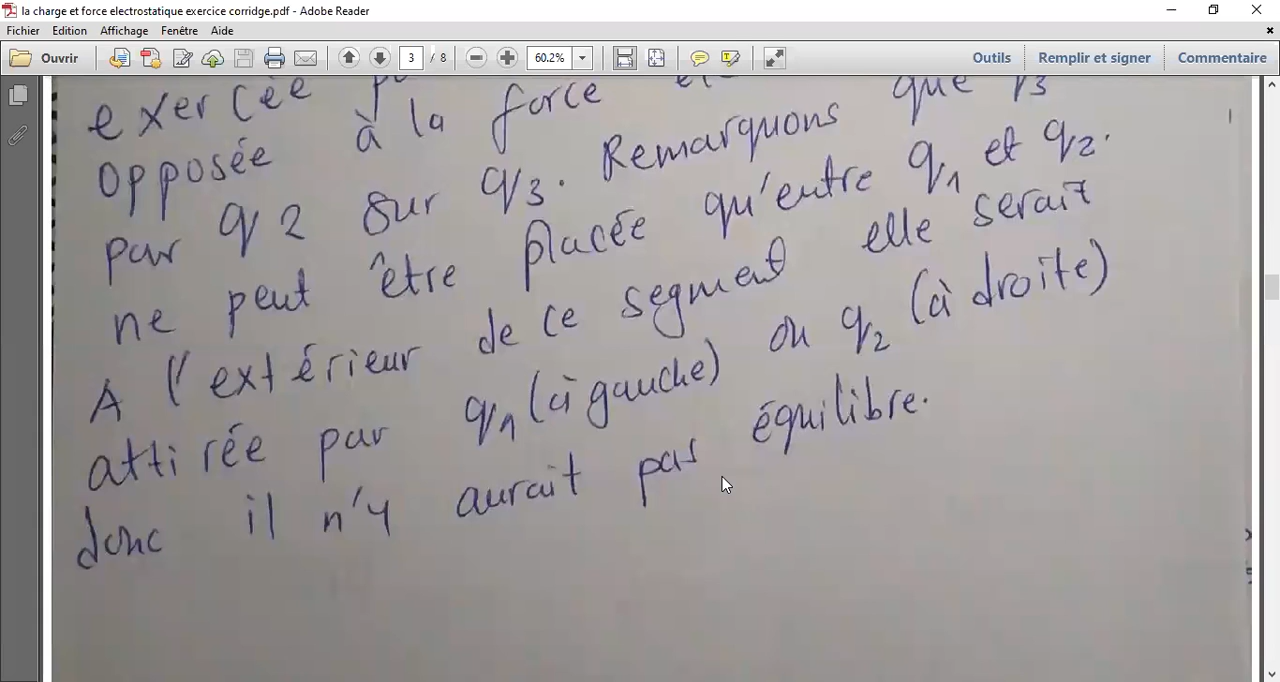 la charge et force electrostatique exercice corridge.pdf - Adobe Reader
Fichier Edition Affichage Fenêtre Aide
Ouvrir 3 / 8 60.2% Outils Remplir et signer Commentaire
exercée
opposée à la force
par q2 sur q3. Remarquons que q3
ne peut être placée qu'entre q1 et q2.
A l'extérieur de ce segment elle serait
attirée par q1 (à gauche) ou q2 (à droite)
donc il n'y aurait pas équilibre.